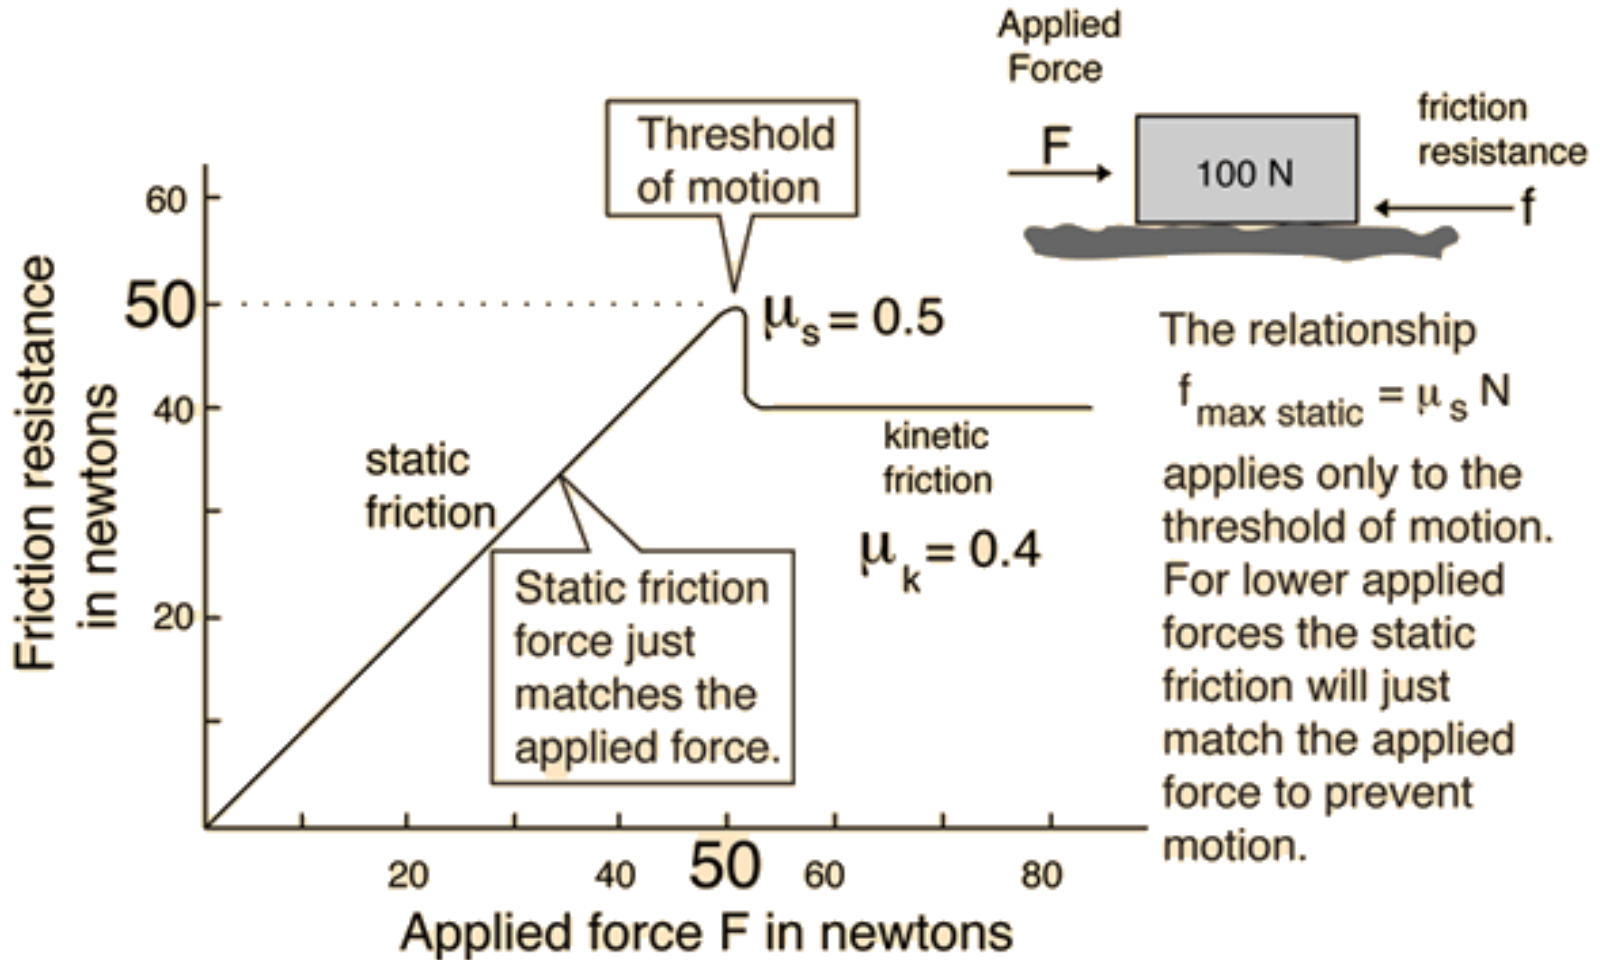 Applied
Force
F
100 N
friction
resistance
f
Threshold
of motion
60
50
40
20
Friction resistance
in newtons
μs = 0.5
static
friction
kinetic
friction
μk = 0.4
Static friction
force just
matches the
applied force.
20
40
50
60
80
Applied force F in newtons
The relationship
f max static = μs N
applies only to the
threshold of motion.
For lower applied
forces the static
friction will just
match the applied
force to prevent
motion.